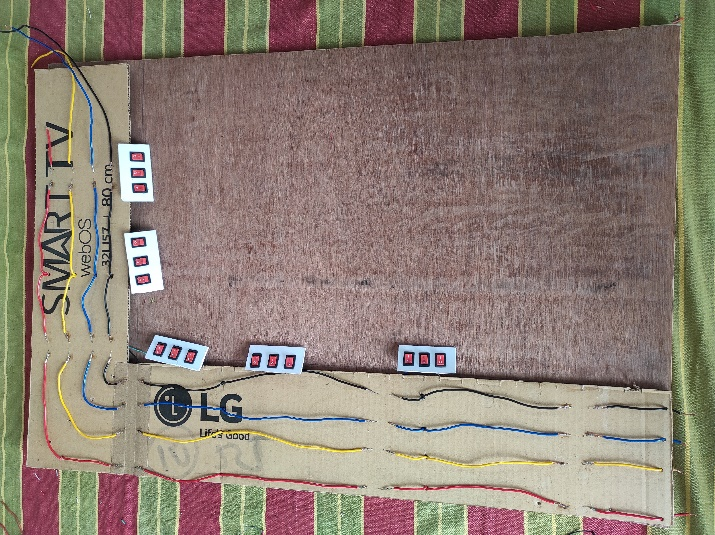 SMART TV
webOS
32LJ57 | 80 cm
LG
Life's Good